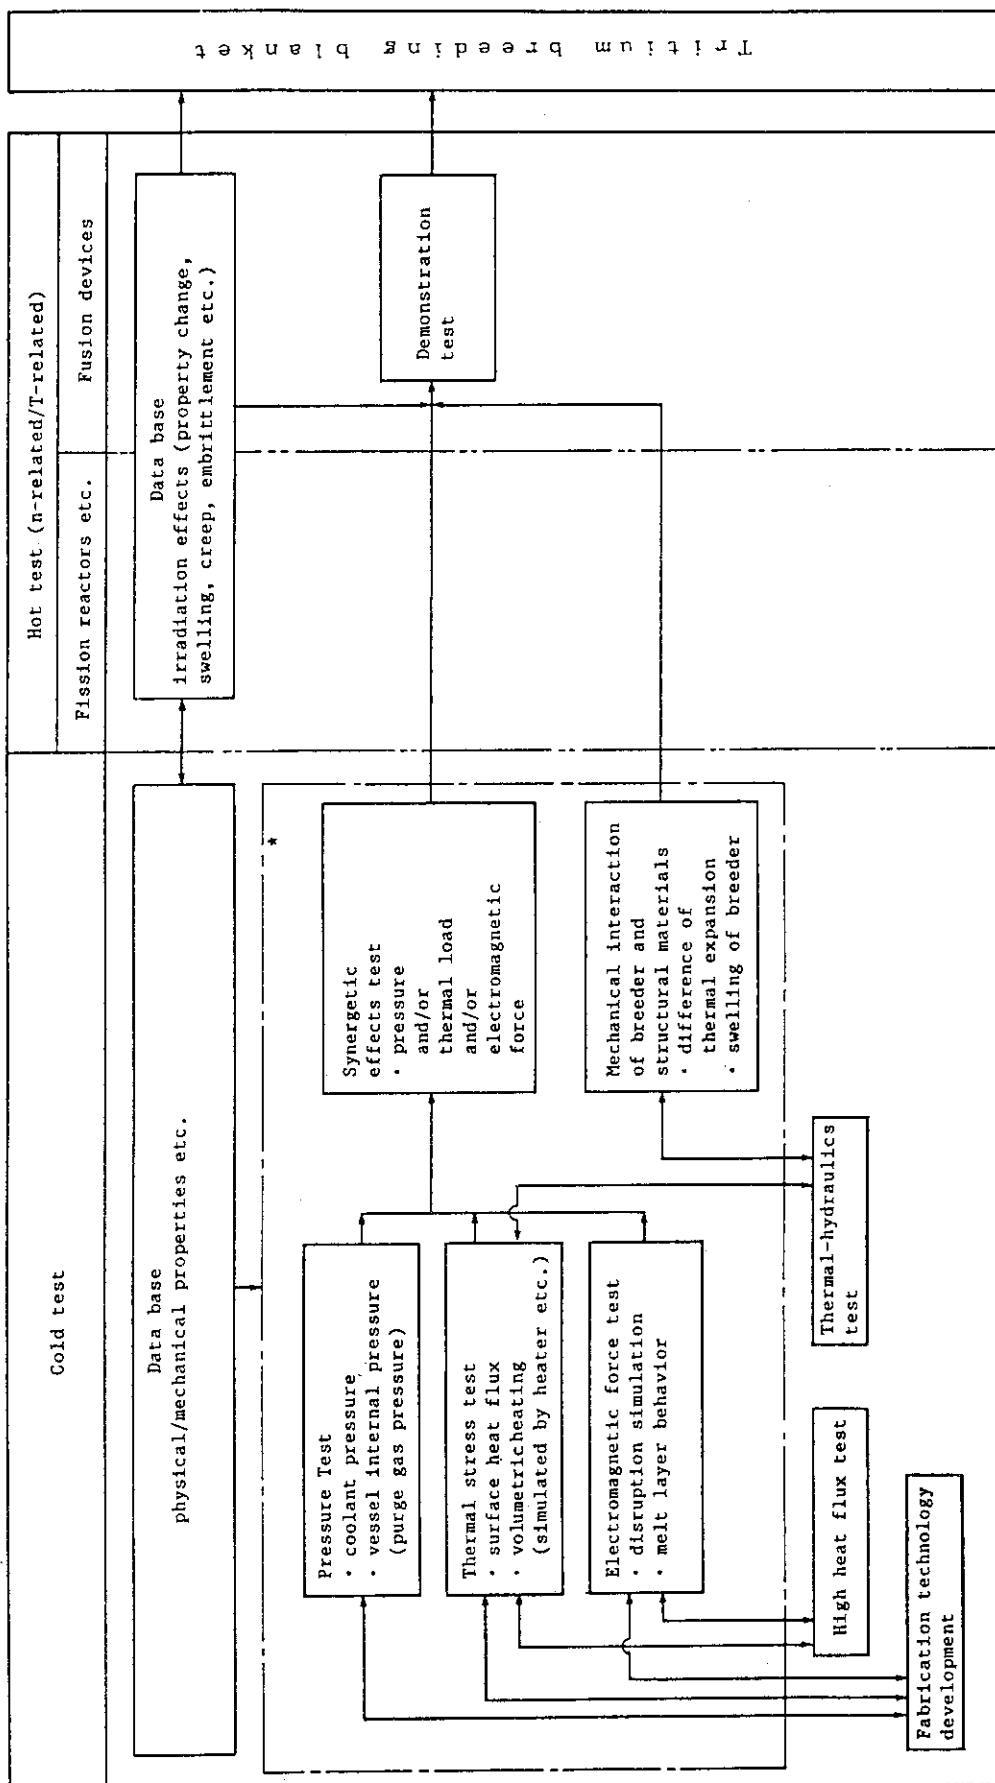 Cold test
Hot test (n-related/T-related)
Fission reactors etc.
Fusion devices
Data base
physical/mechanical properties etc.
Data base
irradiation effects (property change,
swelling, creep, embrittlement etc.)
*
Pressure Test
• coolant pressure
• vessel internal pressure
(purge gas pressure)
Thermal stress test
• surface heat flux
• volumetricheating
(simulated by heater etc.)
Electromagnetic force test
• disruption simulation
• melt layer behavior
Synergetic
effects test
• pressure
and/or
thermal load
and/or
electromagnetic
force
Mechanical interaction
of breeder and
structural materials
• difference of
thermal expansion
• swelling of breeder
Demonstration
test
High heat flux test
Thermal-hydraulics
test
Fabrication technology
development
Tritium breeding blanket